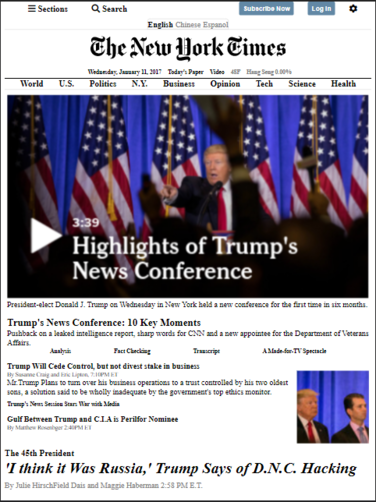 Sections Search Subscribe Now Log In
English Chinese Espanol
The New York Times
Wednesday, January 11, 2017 Today's Paper Video 48F Hang Seng 0.09%
World U.S. Politics N.Y. Business Opinion Tech Science Health
3:39
Highlights of Trump's
News Conference
President-elect Donald J. Trump on Wednesday in New York held a new conference for the first time in six months.
Trump's News Conference: 10 Key Moments
Pushback on a leaked intelligence report, sharp words for CNN and a new appointee for the Department of Veterans
Affairs.
Analysis Fact Checking Transcript A Made-for-TV Spectacle
Trump Will Cede Control, but not divest stake in business
By Susanne Craig and Eric Lipton, 7:10PM ET
Mr.Trump Plans to turn over his business operations to a trust controlled by his two oldest
sons, a solution said to be wholly inadequate by the government's top ethics monitor.
Trump's News Session Stars War with Media
Gulf Between Trump and C.I.A is Perilfor Nominee
By Matthew Roseninger 2:40PM ET
The 45th President
'I think it Was Russia,' Trump Says of D.N.C. Hacking
By Julie HirschField Dais and Maggie Haberman 2:58 PM E.T.